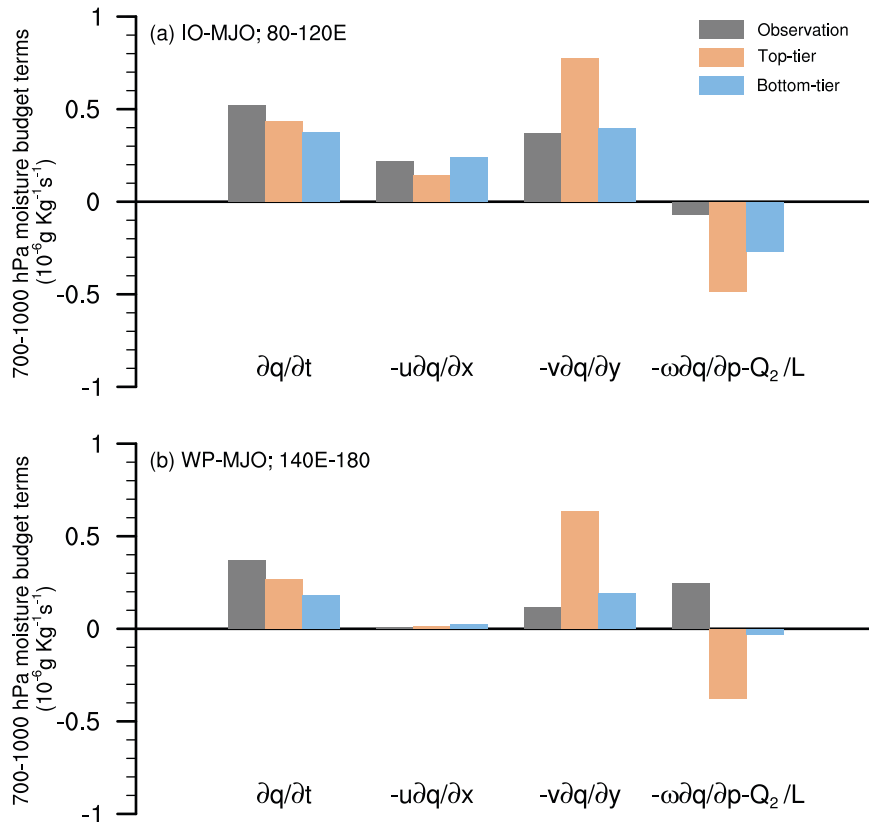 (a) IO-MJO; 80-120E
Observation
Top-tier
Bottom-tier
700-1000 hPa moisture budget terms
(10⁻⁶g Kg⁻¹s⁻¹)
1
0.5
0
-0.5
-1
∂q/∂t
-u∂q/∂x
-v∂q/∂y
-ω∂q/∂p-Q₂/L
(b) WP-MJO; 140E-180
700-1000 hPa moisture budget terms
(10⁻⁶g Kg⁻¹s⁻¹)
1
0.5
0
-0.5
-1
∂q/∂t
-u∂q/∂x
-v∂q/∂y
-ω∂q/∂p-Q₂/L